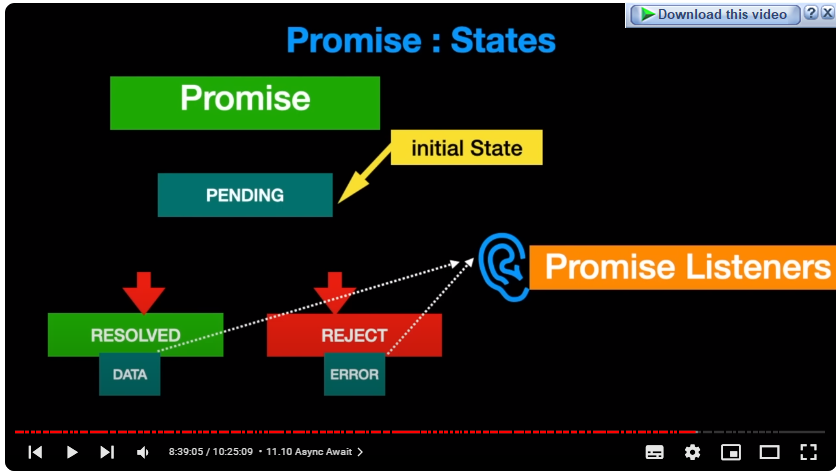 Download this video
Promise : States
Promise
initial State
PENDING
Promise Listeners
RESOLVED
REJECT
DATA
ERROR
8:39:05 / 10:25:09 • 11.10 Async Await